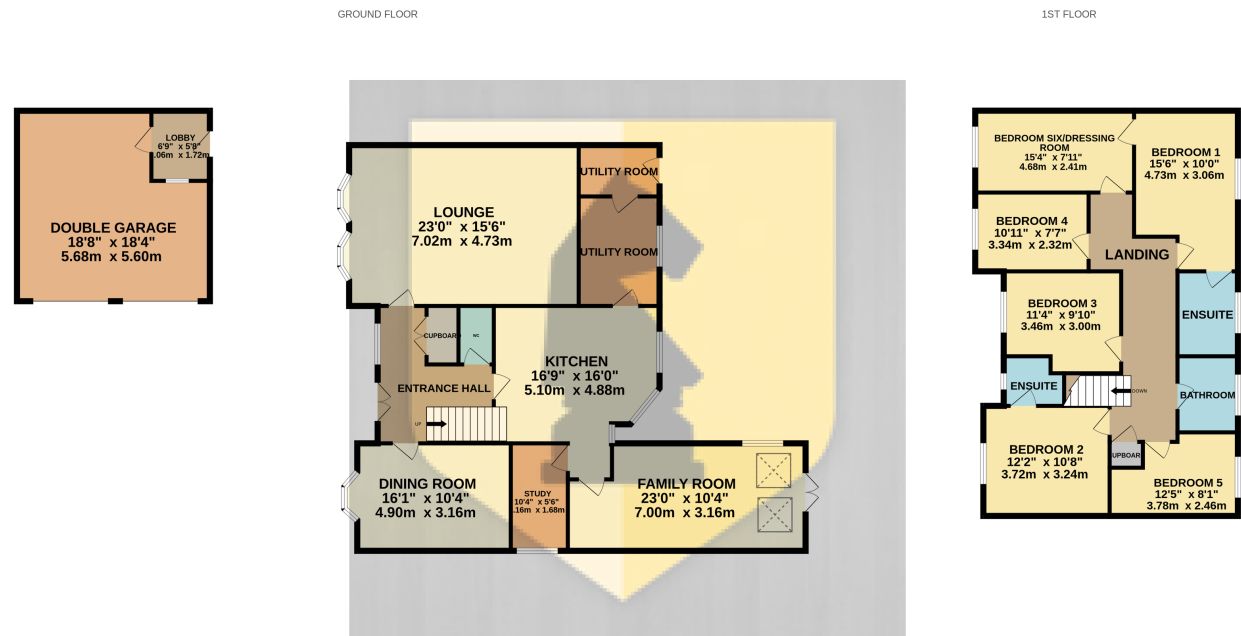 GROUND FLOOR
1ST FLOOR
LOBBY
6'9" x 5'8"
.06m x 1.72m
DOUBLE GARAGE
18'8" x 18'4"
5.68m x 5.60m
LOUNGE
23'0" x 15'6"
7.02m x 4.73m
UTILITY ROOM
UTILITY ROOM
CUPBOARD
WC
KITCHEN
16'9" x 16'0"
5.10m x 4.88m
ENTRANCE HALL
UP
DINING ROOM
16'1" x 10'4"
4.90m x 3.16m
STUDY
10'4" x 5'6"
.16m x 1.68m
FAMILY ROOM
23'0" x 10'4"
7.00m x 3.16m
BEDROOM SIX/DRESSING
ROOM
15'4" x 7'11"
4.68m x 2.41m
BEDROOM 1
15'6" x 10'0"
4.73m x 3.06m
BEDROOM 4
10'11" x 7'7"
3.34m x 2.32m
LANDING
BEDROOM 3
11'4" x 9'10"
3.46m x 3.00m
ENSUITE
ENSUITE
DOWN
BATHROOM
BEDROOM 2
12'2" x 10'8"
3.72m x 3.24m
UPBOAR
BEDROOM 5
12'5" x 8'1"
3.78m x 2.46m